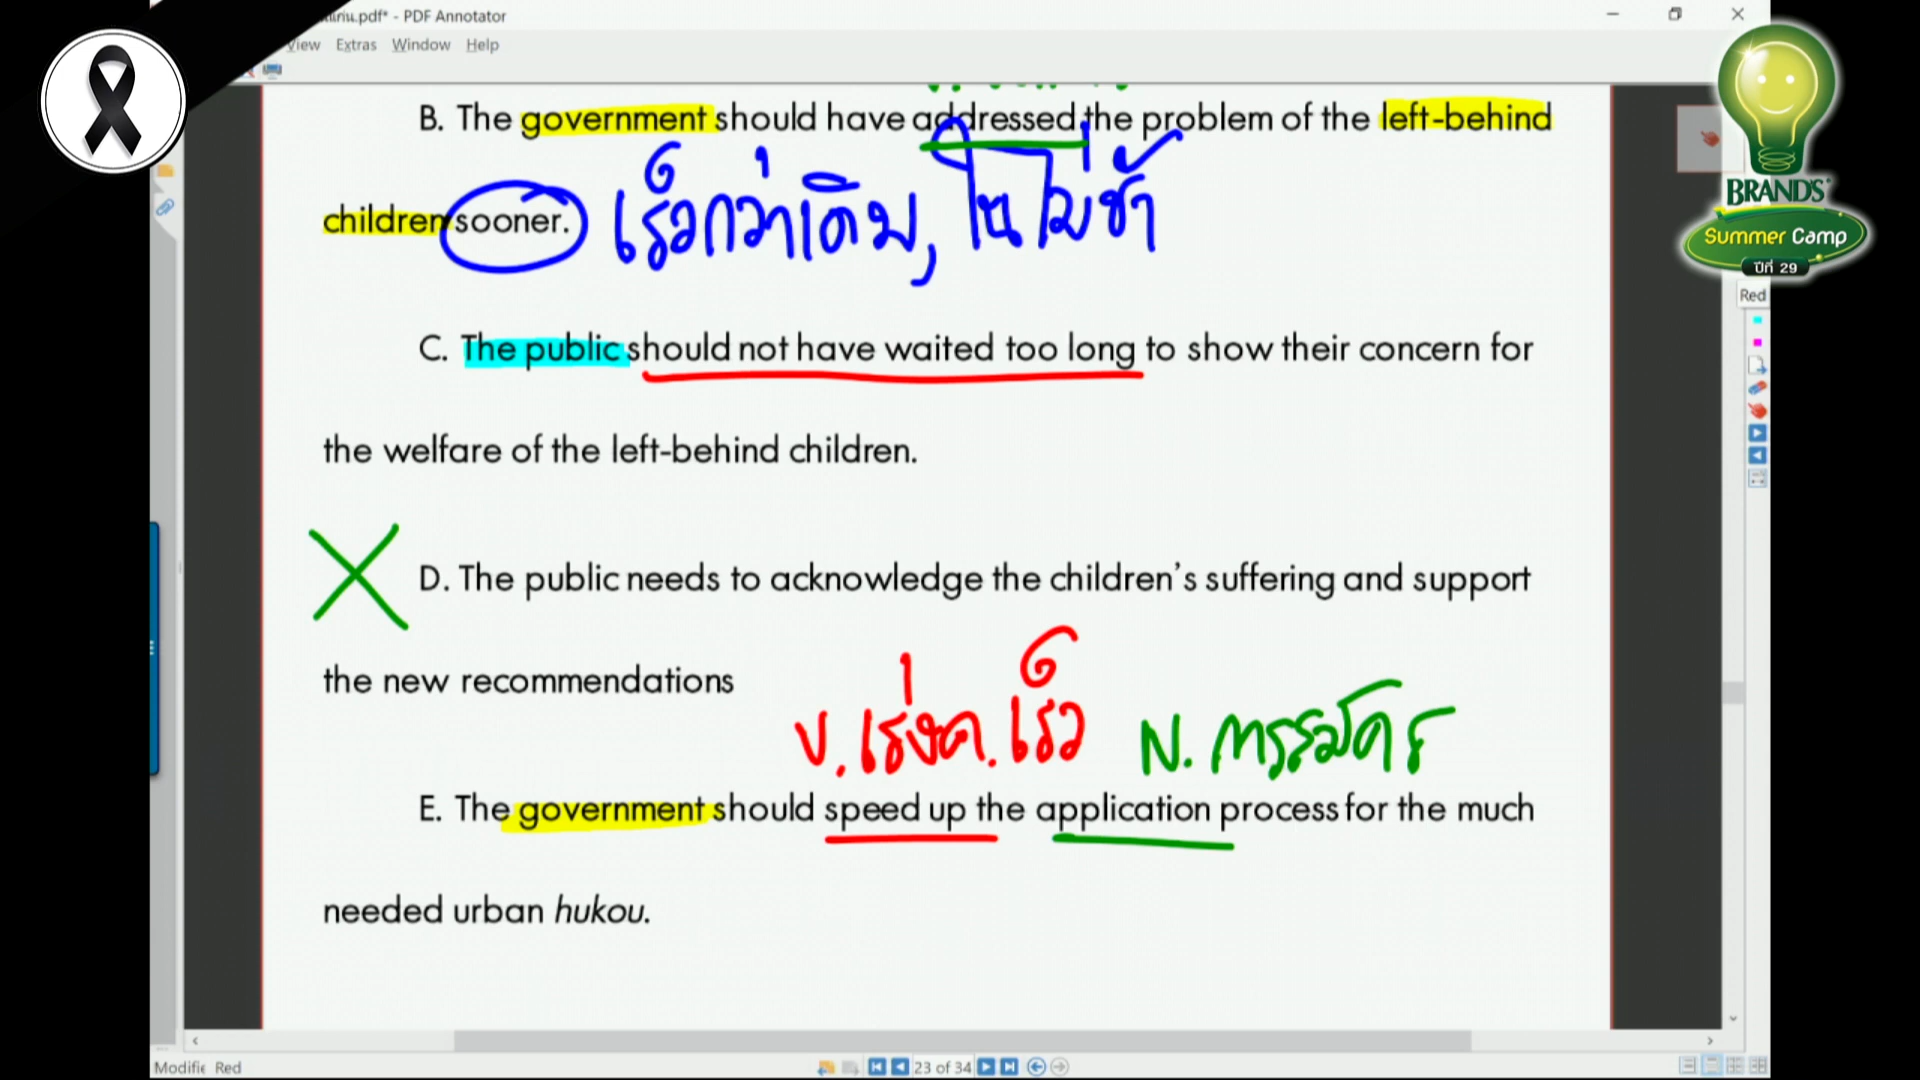 .pdf* - PDF Annotator
View Extras Window Help
B. The government should have addressed the problem of the left-behind
children sooner. เร็วกว่าเดิม, ในไม่ช้า
C. The public should not have waited too long to show their concern for
the welfare of the left-behind children.
D. The public needs to acknowledge the children's suffering and support
the new recommendations
V. เร่งค. เร็ว N. การสมัคร
E. The government should speed up the application process for the much
needed urban hukou.
BRAND'S
Summer Camp
ปีที่ 29
Red
Modifie Red
23 of 34